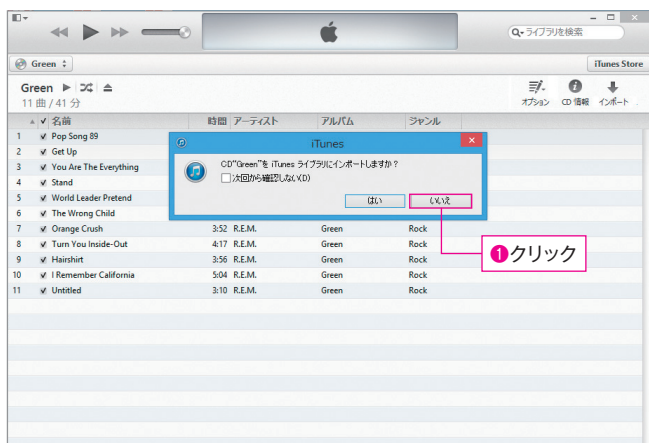 ライブラリを検索
Green
iTunes Store
Green
11 曲 / 41 分
オプション CD 情報 インポート
名前 時間 アーティスト アルバム ジャンル
1 Pop Song 89
2 Get Up
3 You Are The Everything
4 Stand
5 World Leader Pretend
6 The Wrong Child
7 Orange Crush 3:52 R.E.M. Green Rock
8 Turn You Inside-Out 4:17 R.E.M. Green Rock
9 Hairshirt 3:56 R.E.M. Green Rock
10 I Remember California 5:04 R.E.M. Green Rock
11 Untitled 3:10 R.E.M. Green Rock
iTunes
CD"Green"を iTunes ライブラリにインポートしますか?
次回から確認しない(D)
はい いいえ
❶クリック